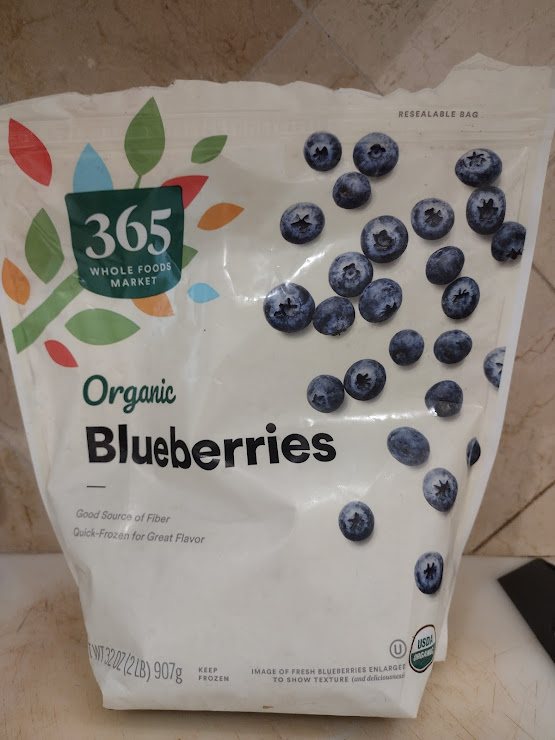 RESEALABLE BAG
365
WHOLE FOODS
MARKET
Organic
Blueberries
Good Source of Fiber
Quick-Frozen for Great Flavor
WT 32 OZ (2 LB) 907g
KEEP
FROZEN
IMAGE OF FRESH BLUEBERRIES ENLARGED
TO SHOW TEXTURE (and deliciousness)
U
USDA
ORGANIC